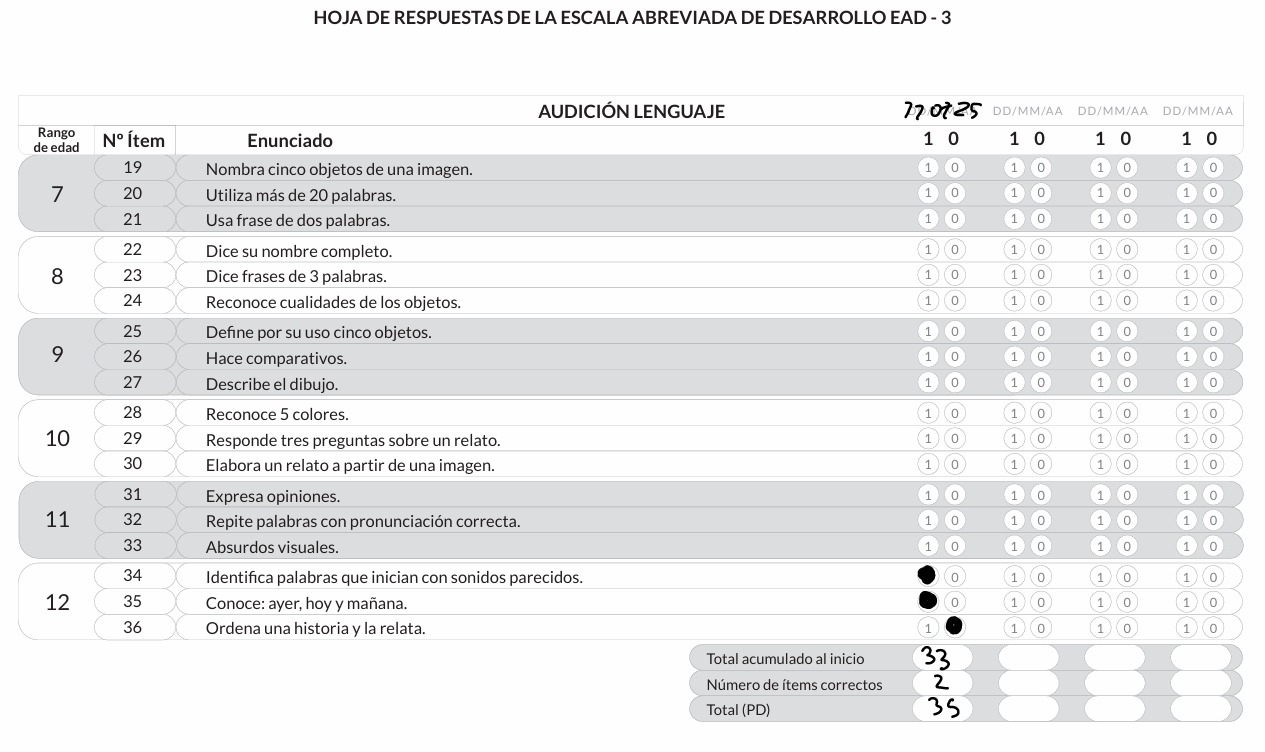 HOJA DE RESPUESTAS DE LA ESCALA ABREVIADA DE DESARROLLO EAD - 3
AUDICIÓN LENGUAJE DD/MM/AA DD/MM/AA DD/MM/AA
Rango de edad Nº Ítem Enunciado 1 0 1 0 1 0 1 0
7
19 Nombra cinco objetos de una imagen. 1 0 1 0 1 0 1 0
20 Utiliza más de 20 palabras. 1 0 1 0 1 0 1 0
21 Usa frase de dos palabras. 1 0 1 0 1 0 1 0
8
22 Dice su nombre completo. 1 0 1 0 1 0 1 0
23 Dice frases de 3 palabras. 1 0 1 0 1 0 1 0
24 Reconoce cualidades de los objetos. 1 0 1 0 1 0 1 0
9
25 Define por su uso cinco objetos. 1 0 1 0 1 0 1 0
26 Hace comparativos. 1 0 1 0 1 0 1 0
27 Describe el dibujo. 1 0 1 0 1 0 1 0
10
28 Reconoce 5 colores. 1 0 1 0 1 0 1 0
29 Responde tres preguntas sobre un relato. 1 0 1 0 1 0 1 0
30 Elabora un relato a partir de una imagen. 1 0 1 0 1 0 1 0
11
31 Expresa opiniones. 1 0 1 0 1 0 1 0
32 Repite palabras con pronunciación correcta. 1 0 1 0 1 0 1 0
33 Absurdos visuales. 1 0 1 0 1 0 1 0
12
34 Identifica palabras que inician con sonidos parecidos. 0 1 0 1 0 1 0
35 Conoce: ayer, hoy y mañana. 0 1 0 1 0 1 0
36 Ordena una historia y la relata. 1 1 0 1 0 1 0
Total acumulado al inicio 33
Número de ítems correctos 2
Total (PD) 35